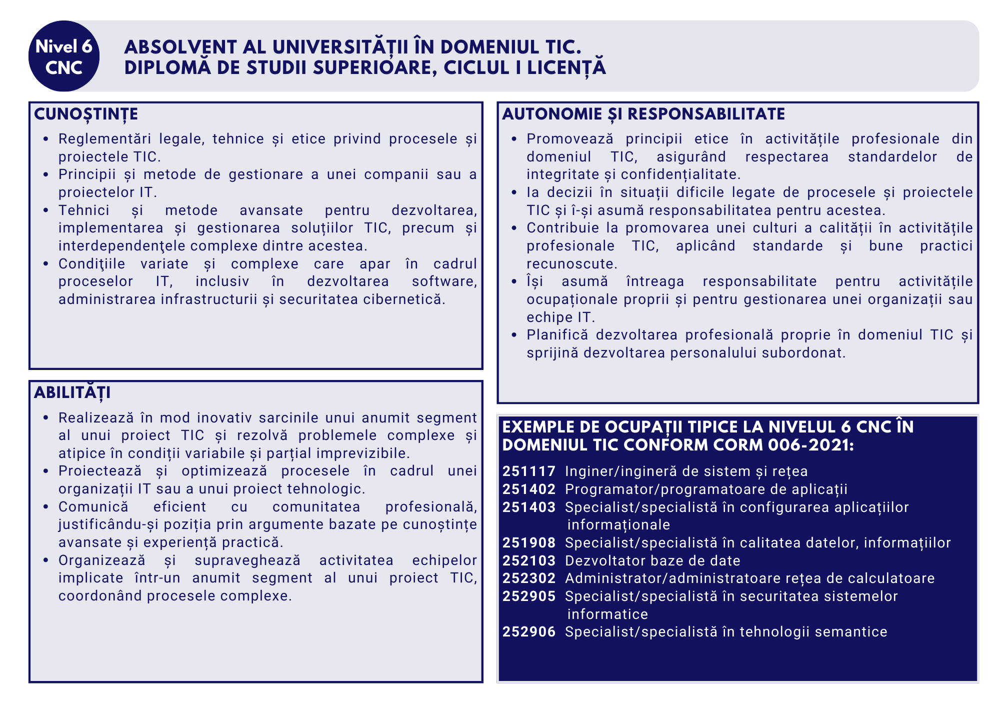 Nivel 6
CNC
ABSOLVENT AL UNIVERSITĂȚII ÎN DOMENIUL TIC.
DIPLOMĂ DE STUDII SUPERIOARE, CICLUL I LICENȚĂ
CUNOȘTINȚE
• Reglementări legale, tehnice și etice privind procesele și
proiectele TIC.
• Principii și metode de gestionare a unei companii sau a
proiectelor IT.
• Tehnici și metode avansate pentru dezvoltarea,
implementarea și gestionarea soluțiilor TIC, precum și
interdependenţele complexe dintre acestea.
• Condiţiile variate și complexe care apar în cadrul
proceselor IT, inclusiv în dezvoltarea software,
administrarea infrastructurii și securitatea cibernetică.
ABILITĂȚI
• Realizează în mod inovativ sarcinile unui anumit segment
al unui proiect TIC și rezolvă problemele complexe și
atipice în condiții variabile și parțial imprevizibile.
• Proiectează și optimizează procesele în cadrul unei
organizații IT sau a unui proiect tehnologic.
• Comunică eficient cu comunitatea profesională,
justificându-și poziția prin argumente bazate pe cunoștințe
avansate și experiență practică.
• Organizează și supraveghează activitatea echipelor
implicate într-un anumit segment al unui proiect TIC,
coordonând procesele complexe.
AUTONOMIE ȘI RESPONSABILITATE
• Promovează principii etice în activitățile profesionale din
domeniul TIC, asigurând respectarea standardelor de
integritate și confidențialitate.
• Ia decizii în situații dificile legate de procesele și proiectele
TIC și î-și asumă responsabilitatea pentru acestea.
• Contribuie la promovarea unei culturi a calității în activitățile
profesionale TIC, aplicând standarde și bune practici
recunoscute.
• Își asumă întreaga responsabilitate pentru activitățile
ocupaționale proprii și pentru gestionarea unei organizații sau
echipe IT.
• Planifică dezvoltarea profesională proprie în domeniul TIC și
sprijină dezvoltarea personalului subordonat.
EXEMPLE DE OCUPAȚII TIPICE LA NIVELUL 6 CNC ÎN
DOMENIUL TIC CONFORM CORM 006-2021:
251117 Inginer/ingineră de sistem și rețea
251402 Programator/programatoare de aplicații
251403 Specialist/specialistă în configurarea aplicațiilor
informaționale
251908 Specialist/specialistă în calitatea datelor, informațiilor
252103 Dezvoltator baze de date
252302 Administrator/administratoare rețea de calculatoare
252905 Specialist/specialistă în securitatea sistemelor
informatice
252906 Specialist/specialistă în tehnologii semantice